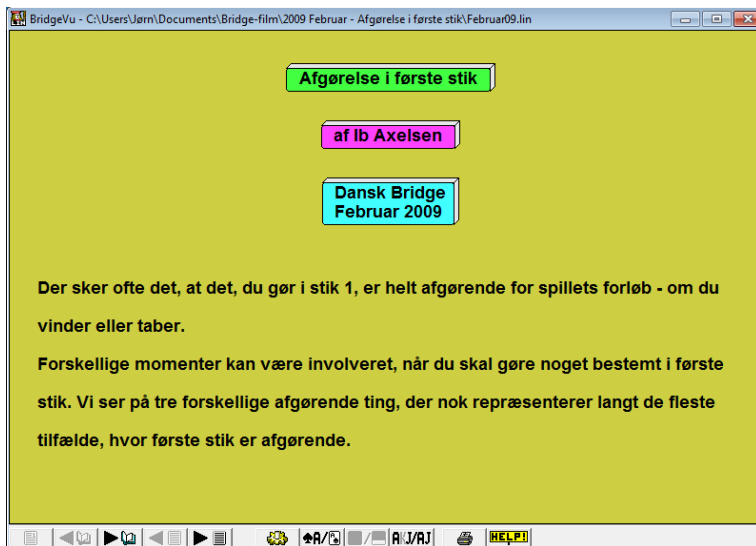 BridgeVu - C:\Users\Jørn\Documents\Bridge-film\2009 Februar - Afgørelse i første stik\Februar09.lin
Afgørelse i første stik
af Ib Axelsen
Dansk Bridge
Februar 2009
Der sker ofte det, at det, du gør i stik 1, er helt afgørende for spillets forløb - om du
vinder eller taber.
Forskellige momenter kan være involveret, når du skal gøre noget bestemt i første
stik. Vi ser på tre forskellige afgørende ting, der nok repræsenterer langt de fleste
tilfælde, hvor første stik er afgørende.
♠A/ / AKJ/AJ HELP!